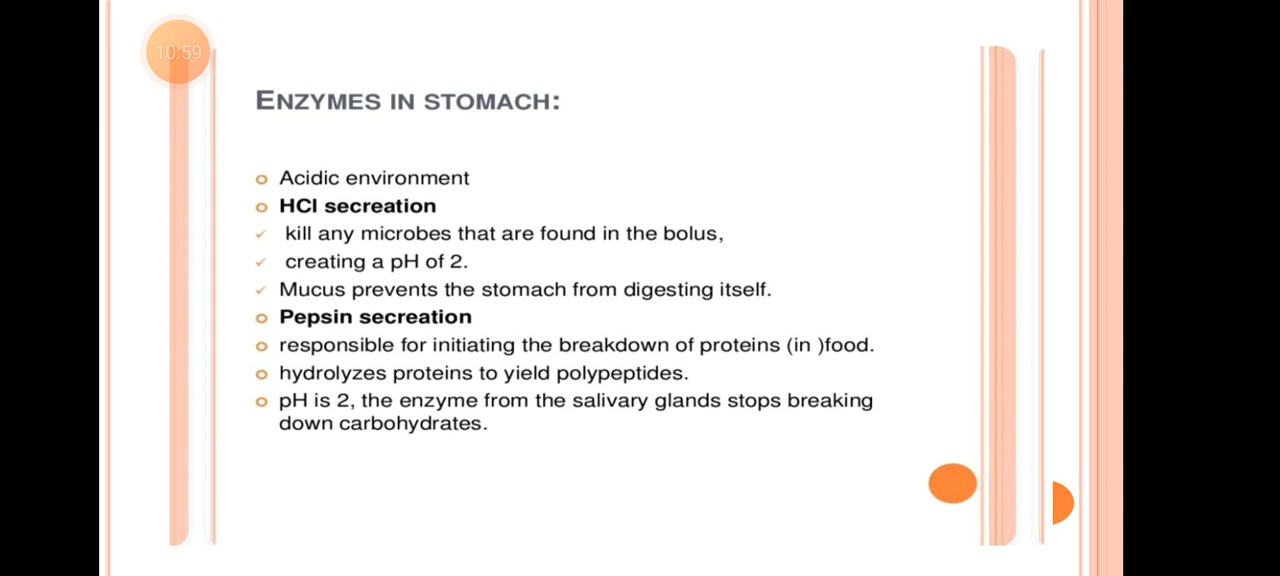 10:59
ENZYMES IN STOMACH:
Acidic environment
HCl secreation
kill any microbes that are found in the bolus,
creating a pH of 2.
Mucus prevents the stomach from digesting itself.
Pepsin secreation
responsible for initiating the breakdown of proteins (in )food.
hydrolyzes proteins to yield polypeptides.
pH is 2, the enzyme from the salivary glands stops breaking
down carbohydrates.